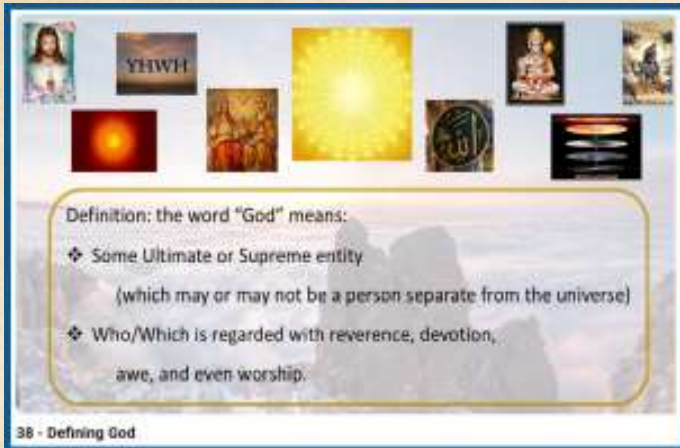 YHWH
الله
Definition: the word "God" means:
❖ Some Ultimate or Supreme entity
(which may or may not be a person separate from the universe)
❖ Who/Which is regarded with reverence, devotion,
awe, and even worship.
38 - Defining God